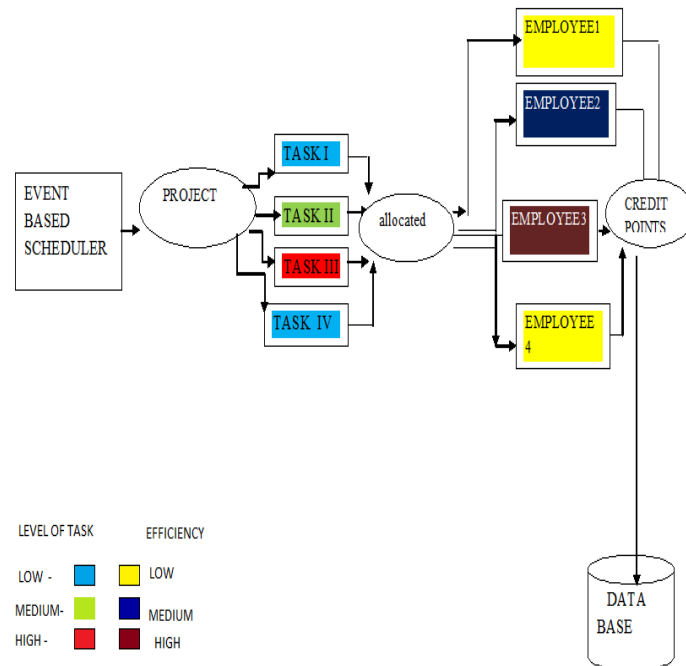 EVENT
BASED
SCHEDULER
PROJECT
TASK I
TASK II
TASK III
TASK IV
allocated
EMPLOYEE1
EMPLOYEE2
EMPLOYEE3
EMPLOYEE
4
CREDIT
POINTS
DATA
BASE
LEVEL OF TASK
EFFICIENCY
LOW -
LOW
MEDIUM-
MEDIUM
HIGH -
HIGH